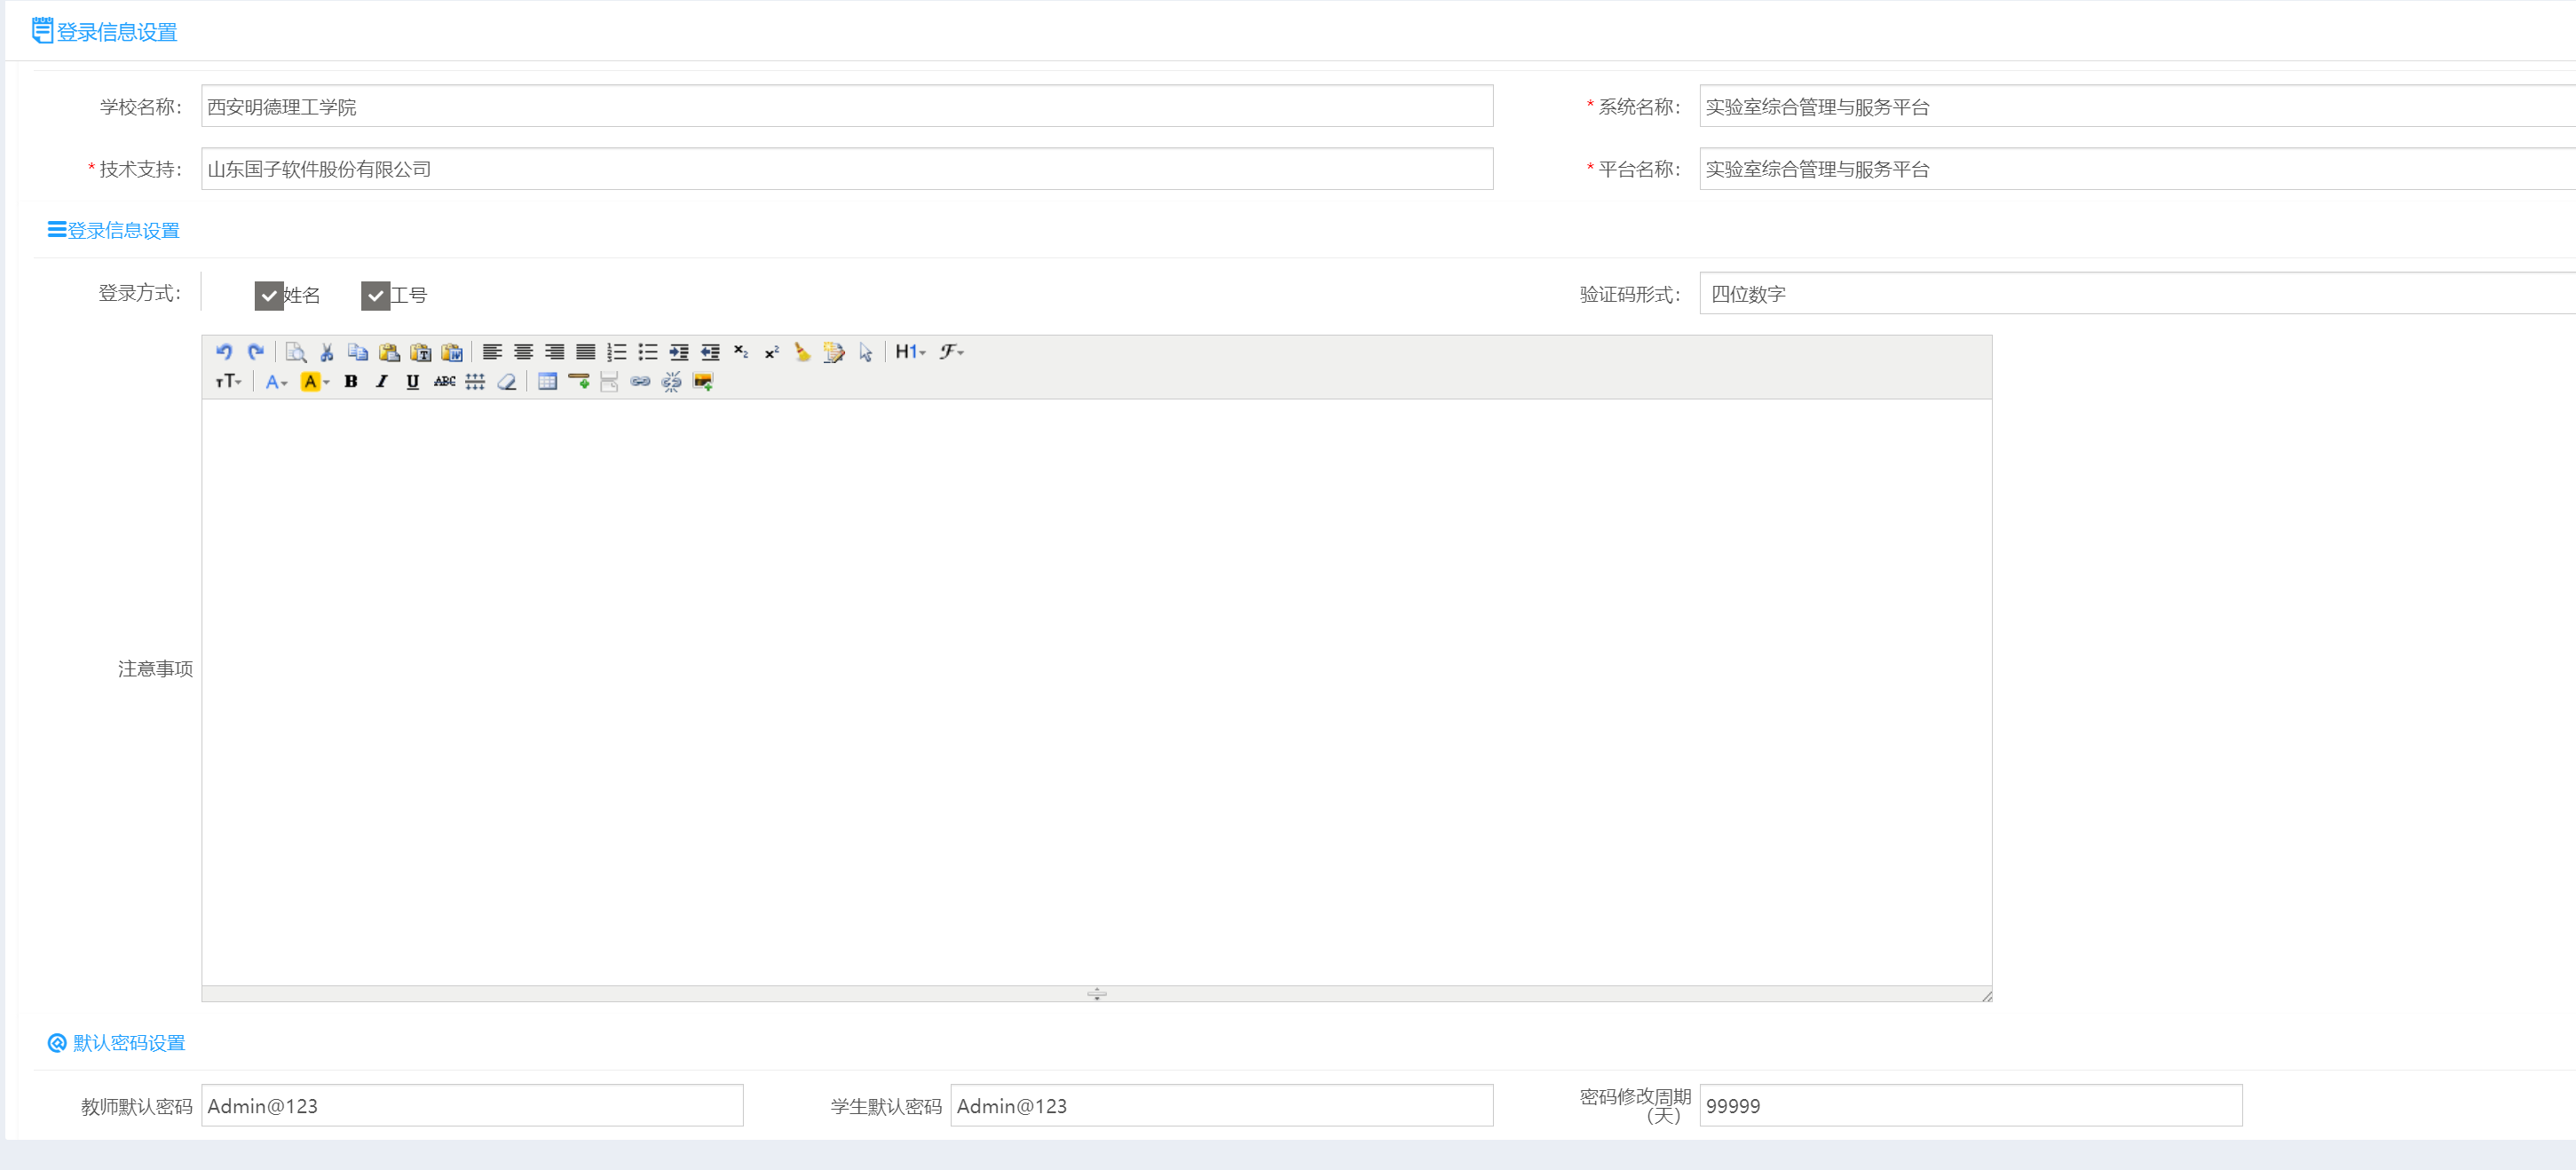 登录信息设置
学校名称： 西安明德理工学院 * 系统名称： 实验室综合管理与服务平台
* 技术支持： 山东国子软件股份有限公司 * 平台名称： 实验室综合管理与服务平台
登录信息设置
登录方式： 姓名 工号 验证码形式： 四位数字
H1 F
TT A A B I U ABC
注意事项
默认密码设置
教师默认密码 Admin@123 学生默认密码 Admin@123 密码修改周期（天） 99999